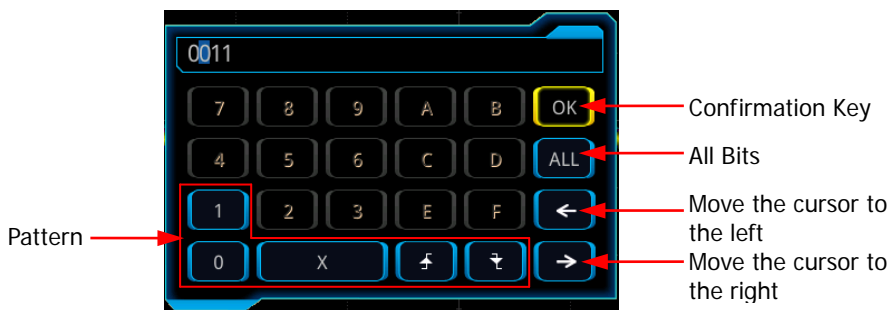 0011
7 8 9 A B OK
Confirmation Key
4 5 6 C D ALL
All Bits
1 2 3 E F ←
Move the cursor to
the left
Pattern
0 X →
Move the cursor to
the right